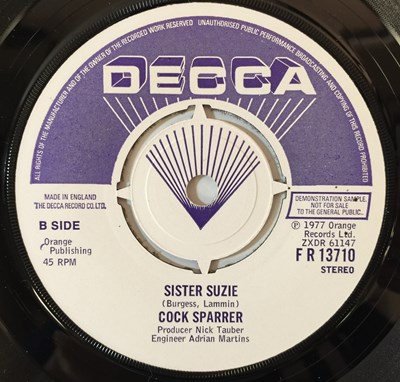 ALL RIGHTS OF THE MANUFACTURER AND OF THE OWNER OF THE RECORDED WORK RESERVED UNAUTHORISED PUBLIC PERFORMANCE BROADCASTING AND COPYING OF THIS RECORD PROHIBITED
DECCA
MADE IN ENGLAND
THE DECCA RECORD CO. LTD.
B SIDE
Orange
Publishing
45 RPM
DEMONSTRATION SAMPLE
NOT FOR SALE
TO THE GENERAL PUBLIC.
℗ 1977 Orange
Records Ltd.
ZXDR 61147
F R 13710
STEREO
SISTER SUZIE
(Burgess, Lammin)
COCK SPARRER
Producer Nick Tauber
Engineer Adrian Martins